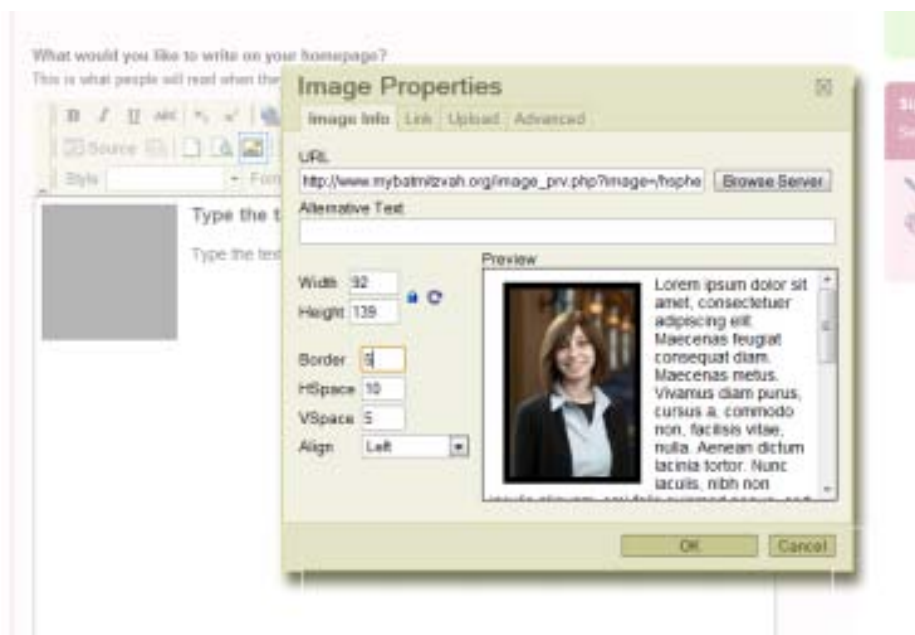 What would you like to write on your homepage?
This is what people will read when the
Image Properties
Image Info Link Upload Advanced
B I U ABC
Source
Style
URL
http://www.mybatmitzvah.org/image_prv.php?image=/hsphe
Browse Server
Alternative Text
Type the t
Type the text
Preview
Width 92
Height 139
Border 5
HSpace 10
VSpace 5
Align Left
Lorem ipsum dolor sit
amet, consectetuer
adipiscing elit.
Maecenas feugiat
consequat diam.
Maecenas metus.
Vivamus diam purus,
cursus a, commodo
non, facilisis vitae,
nulla. Aenean dictum
lacinia tortor. Nunc
iaculis, nibh non
OK Cancel